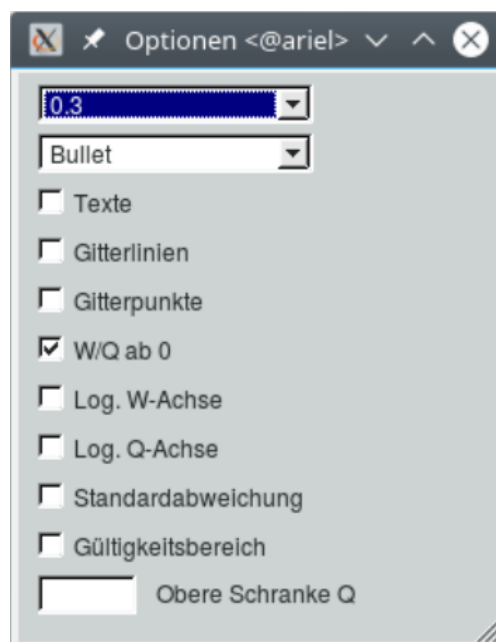 Optionen <@ariel>
0.3
Bullet
Texte
Gitterlinien
Gitterpunkte
W/Q ab 0
Log. W-Achse
Log. Q-Achse
Standardabweichung
Gültigkeitsbereich
Obere Schranke Q